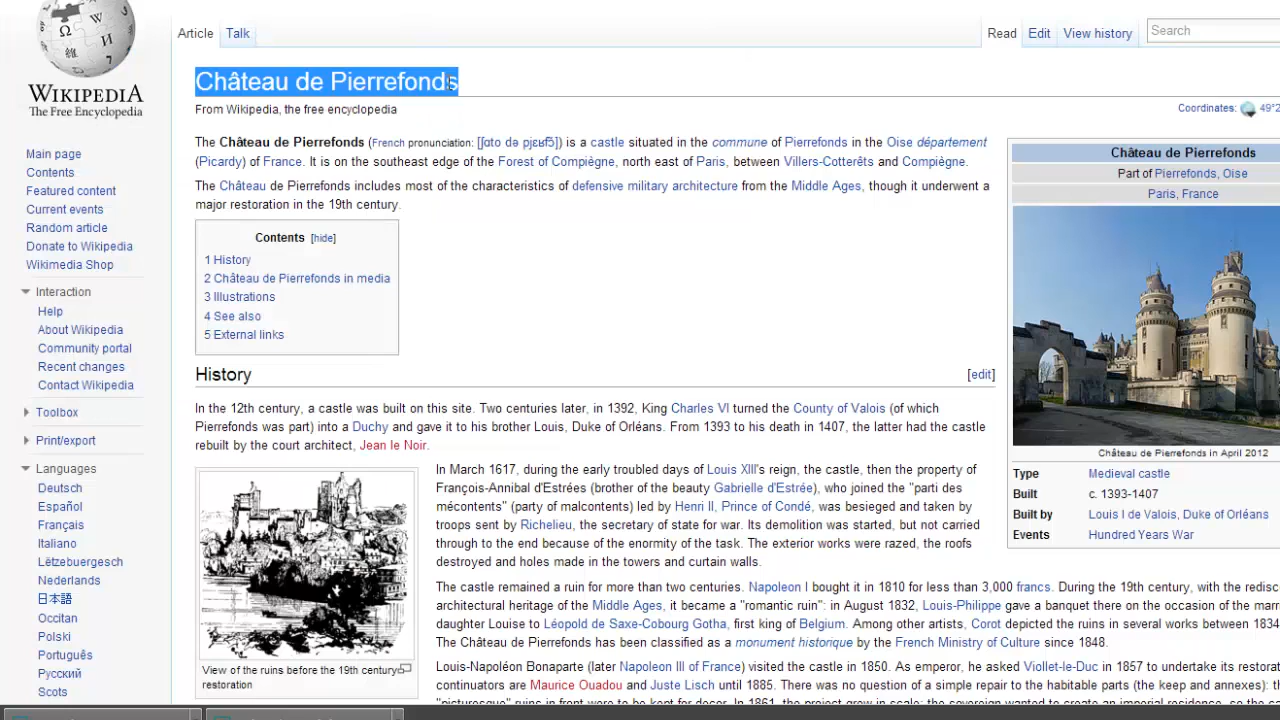 Article Talk Read Edit View history Search
Château de Pierrefonds
From Wikipedia, the free encyclopedia
Coordinates:
The Château de Pierrefonds (French pronunciation: [ʃɑto də pjɛʁfɔ̃]) is a castle situated in the commune of Pierrefonds in the Oise département
(Picardy) of France. It is on the southeast edge of the Forest of Compiègne, north east of Paris, between Villers-Cotterêts and Compiègne.
The Château de Pierrefonds includes most of the characteristics of defensive military architecture from the Middle Ages, though it underwent a
major restoration in the 19th century.
Contents [hide]
1 History
2 Château de Pierrefonds in media
3 Illustrations
4 See also
5 External links
History [edit]
In the 12th century, a castle was built on this site. Two centuries later, in 1392, King Charles VI turned the County of Valois (of which
Pierrefonds was part) into a Duchy and gave it to his brother Louis, Duke of Orléans. From 1393 to his death in 1407, the latter had the castle
rebuilt by the court architect, Jean le Noir.
In March 1617, during the early troubled days of Louis XIII's reign, the castle, then the property of
François-Annibal d'Estrées (brother of the beauty Gabrielle d'Estrée), who joined the "parti des
mécontents" (party of malcontents) led by Henri II, Prince of Condé, was besieged and taken by
troops sent by Richelieu, the secretary of state for war. Its demolition was started, but not carried
through to the end because of the enormity of the task. The exterior works were razed, the roofs
destroyed and holes made in the towers and curtain walls.
The castle remained a ruin for more than two centuries. Napoleon I bought it in 1810 for less than 3,000 francs. During the 19th century, with the
architectural heritage of the Middle Ages, it became a "romantic ruin": in August 1832, Louis-Philippe gave a banquet there on the occasion of the
daughter Louise to Léopold de Saxe-Cobourg Gotha, first king of Belgium. Among other artists, Corot depicted the ruins in several works between 1834
The Château de Pierrefonds has been classified as a monument historique by the French Ministry of Culture since 1848.
Louis-Napoléon Bonaparte (later Napoleon III of France) visited the castle in 1850. As emperor, he asked Viollet-le-Duc in 1857 to undertake its
continuators are Maurice Ouadou and Juste Lisch until 1885. There was no question of a simple repair to the habitable parts (the keep and annexes):
View of the ruins before the 19th century
restoration
Château de Pierrefonds
Part of Pierrefonds, Oise
Paris, France
Château de Pierrefonds in April 2012
Type Medieval castle
Built c. 1393-1407
Built by Louis I de Valois, Duke of Orléans
Events Hundred Years War
WIKIPEDIA
The Free Encyclopedia
Main page
Contents
Featured content
Current events
Random article
Donate to Wikipedia
Wikimedia Shop
Interaction
Help
About Wikipedia
Community portal
Recent changes
Contact Wikipedia
Toolbox
Print/export
Languages
Deutsch
Español
Français
Italiano
Lëtzebuergesch
Nederlands
日本語
Occitan
Polski
Português
Русский
Scots